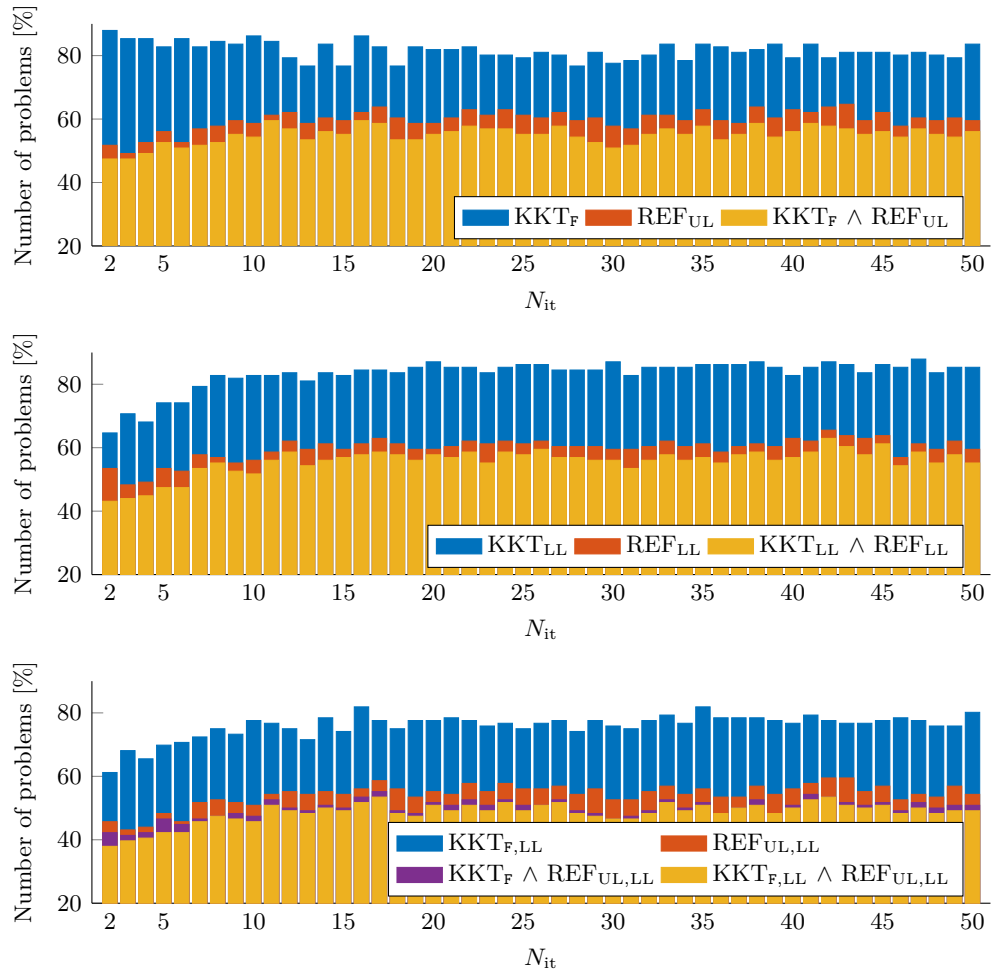 Number of problems [%]
80
60
40
20
KKT_F REF_UL KKT_F ∧ REF_UL
2 5 10 15 20 25 30 35 40 45 50
N_it
Number of problems [%]
80
60
40
20
KKT_LL REF_LL KKT_LL ∧ REF_LL
2 5 10 15 20 25 30 35 40 45 50
N_it
Number of problems [%]
80
60
40
20
KKT_F,LL REF_UL,LL
KKT_F ∧ REF_UL,LL KKT_F,LL ∧ REF_UL,LL
2 5 10 15 20 25 30 35 40 45 50
N_it